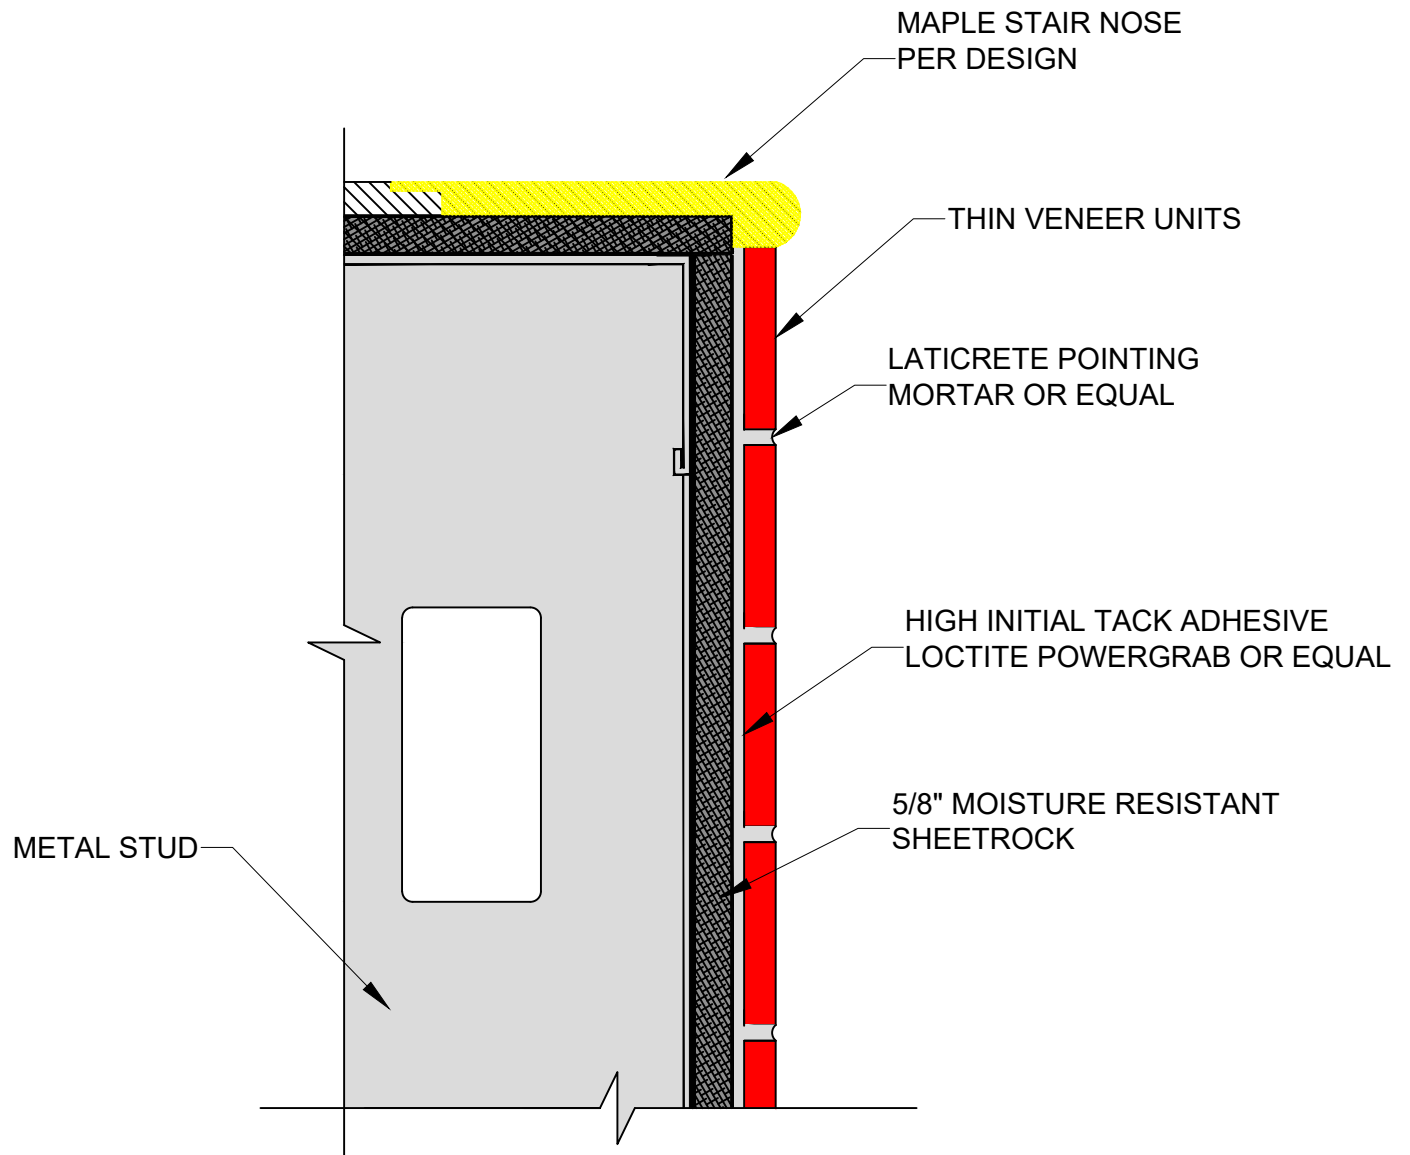 MAPLE STAIR NOSE
PER DESIGN
THIN VENEER UNITS
LATICRETE POINTING
MORTAR OR EQUAL
HIGH INITIAL TACK ADHESIVE
LOCTITE POWERGRAB OR EQUAL
5/8" MOISTURE RESISTANT
SHEETROCK
METAL STUD